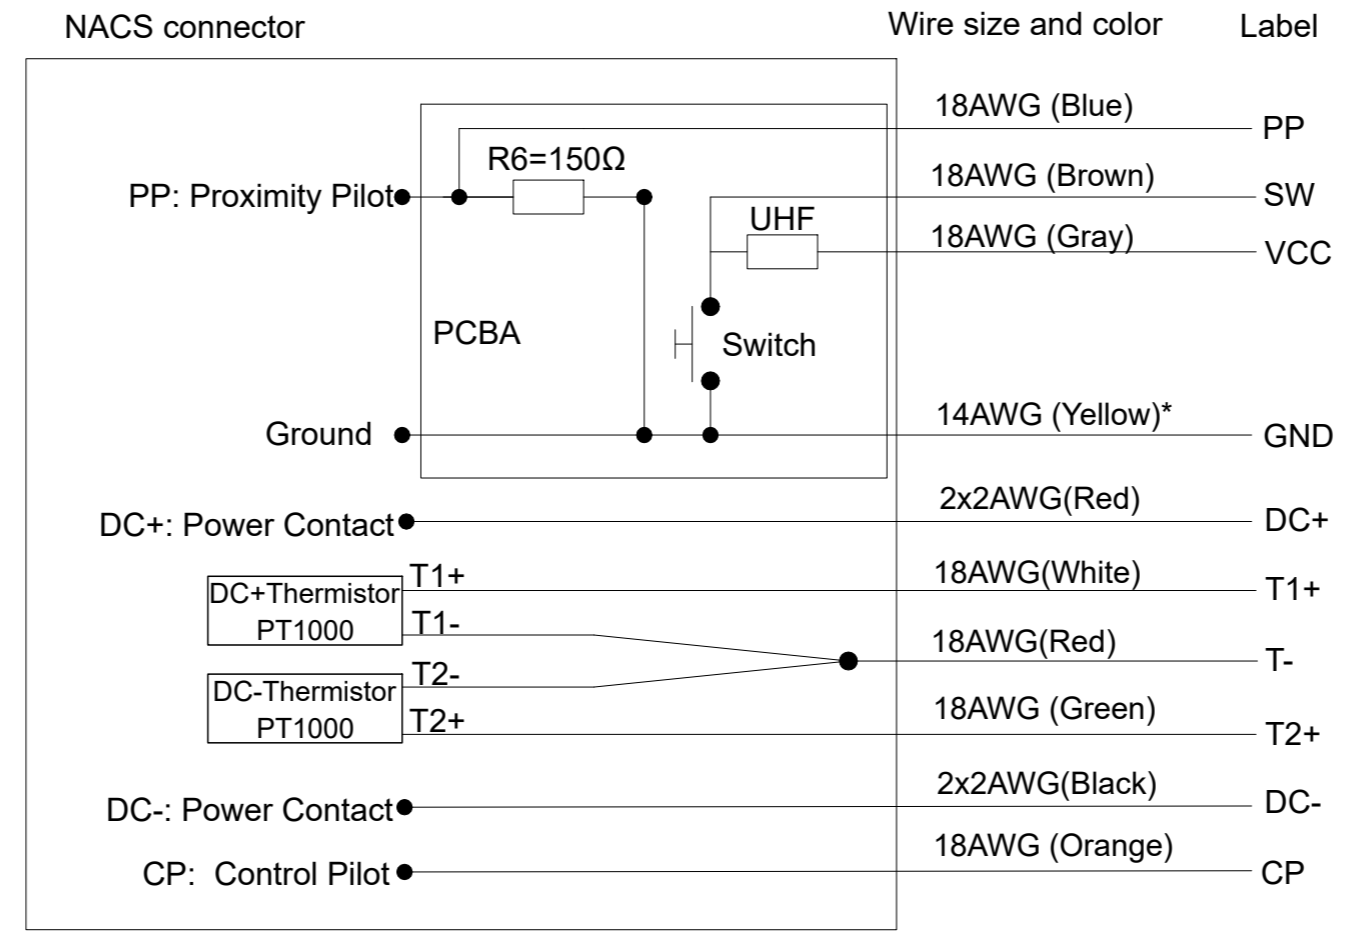 NACS connector
Wire size and color
Label
18AWG (Blue)
PP
R6=150Ω
PP: Proximity Pilot
18AWG (Brown)
SW
UHF
18AWG (Gray)
VCC
PCBA
Switch
Ground
14AWG (Yellow)*
GND
DC+: Power Contact
2x2AWG(Red)
DC+
DC+Thermistor
PT1000
T1+
18AWG(White)
T1+
T1-
18AWG(Red)
T-
DC-Thermistor
PT1000
T2-
T2+
18AWG (Green)
T2+
DC-: Power Contact
2x2AWG(Black)
DC-
CP: Control Pilot
18AWG (Orange)
CP